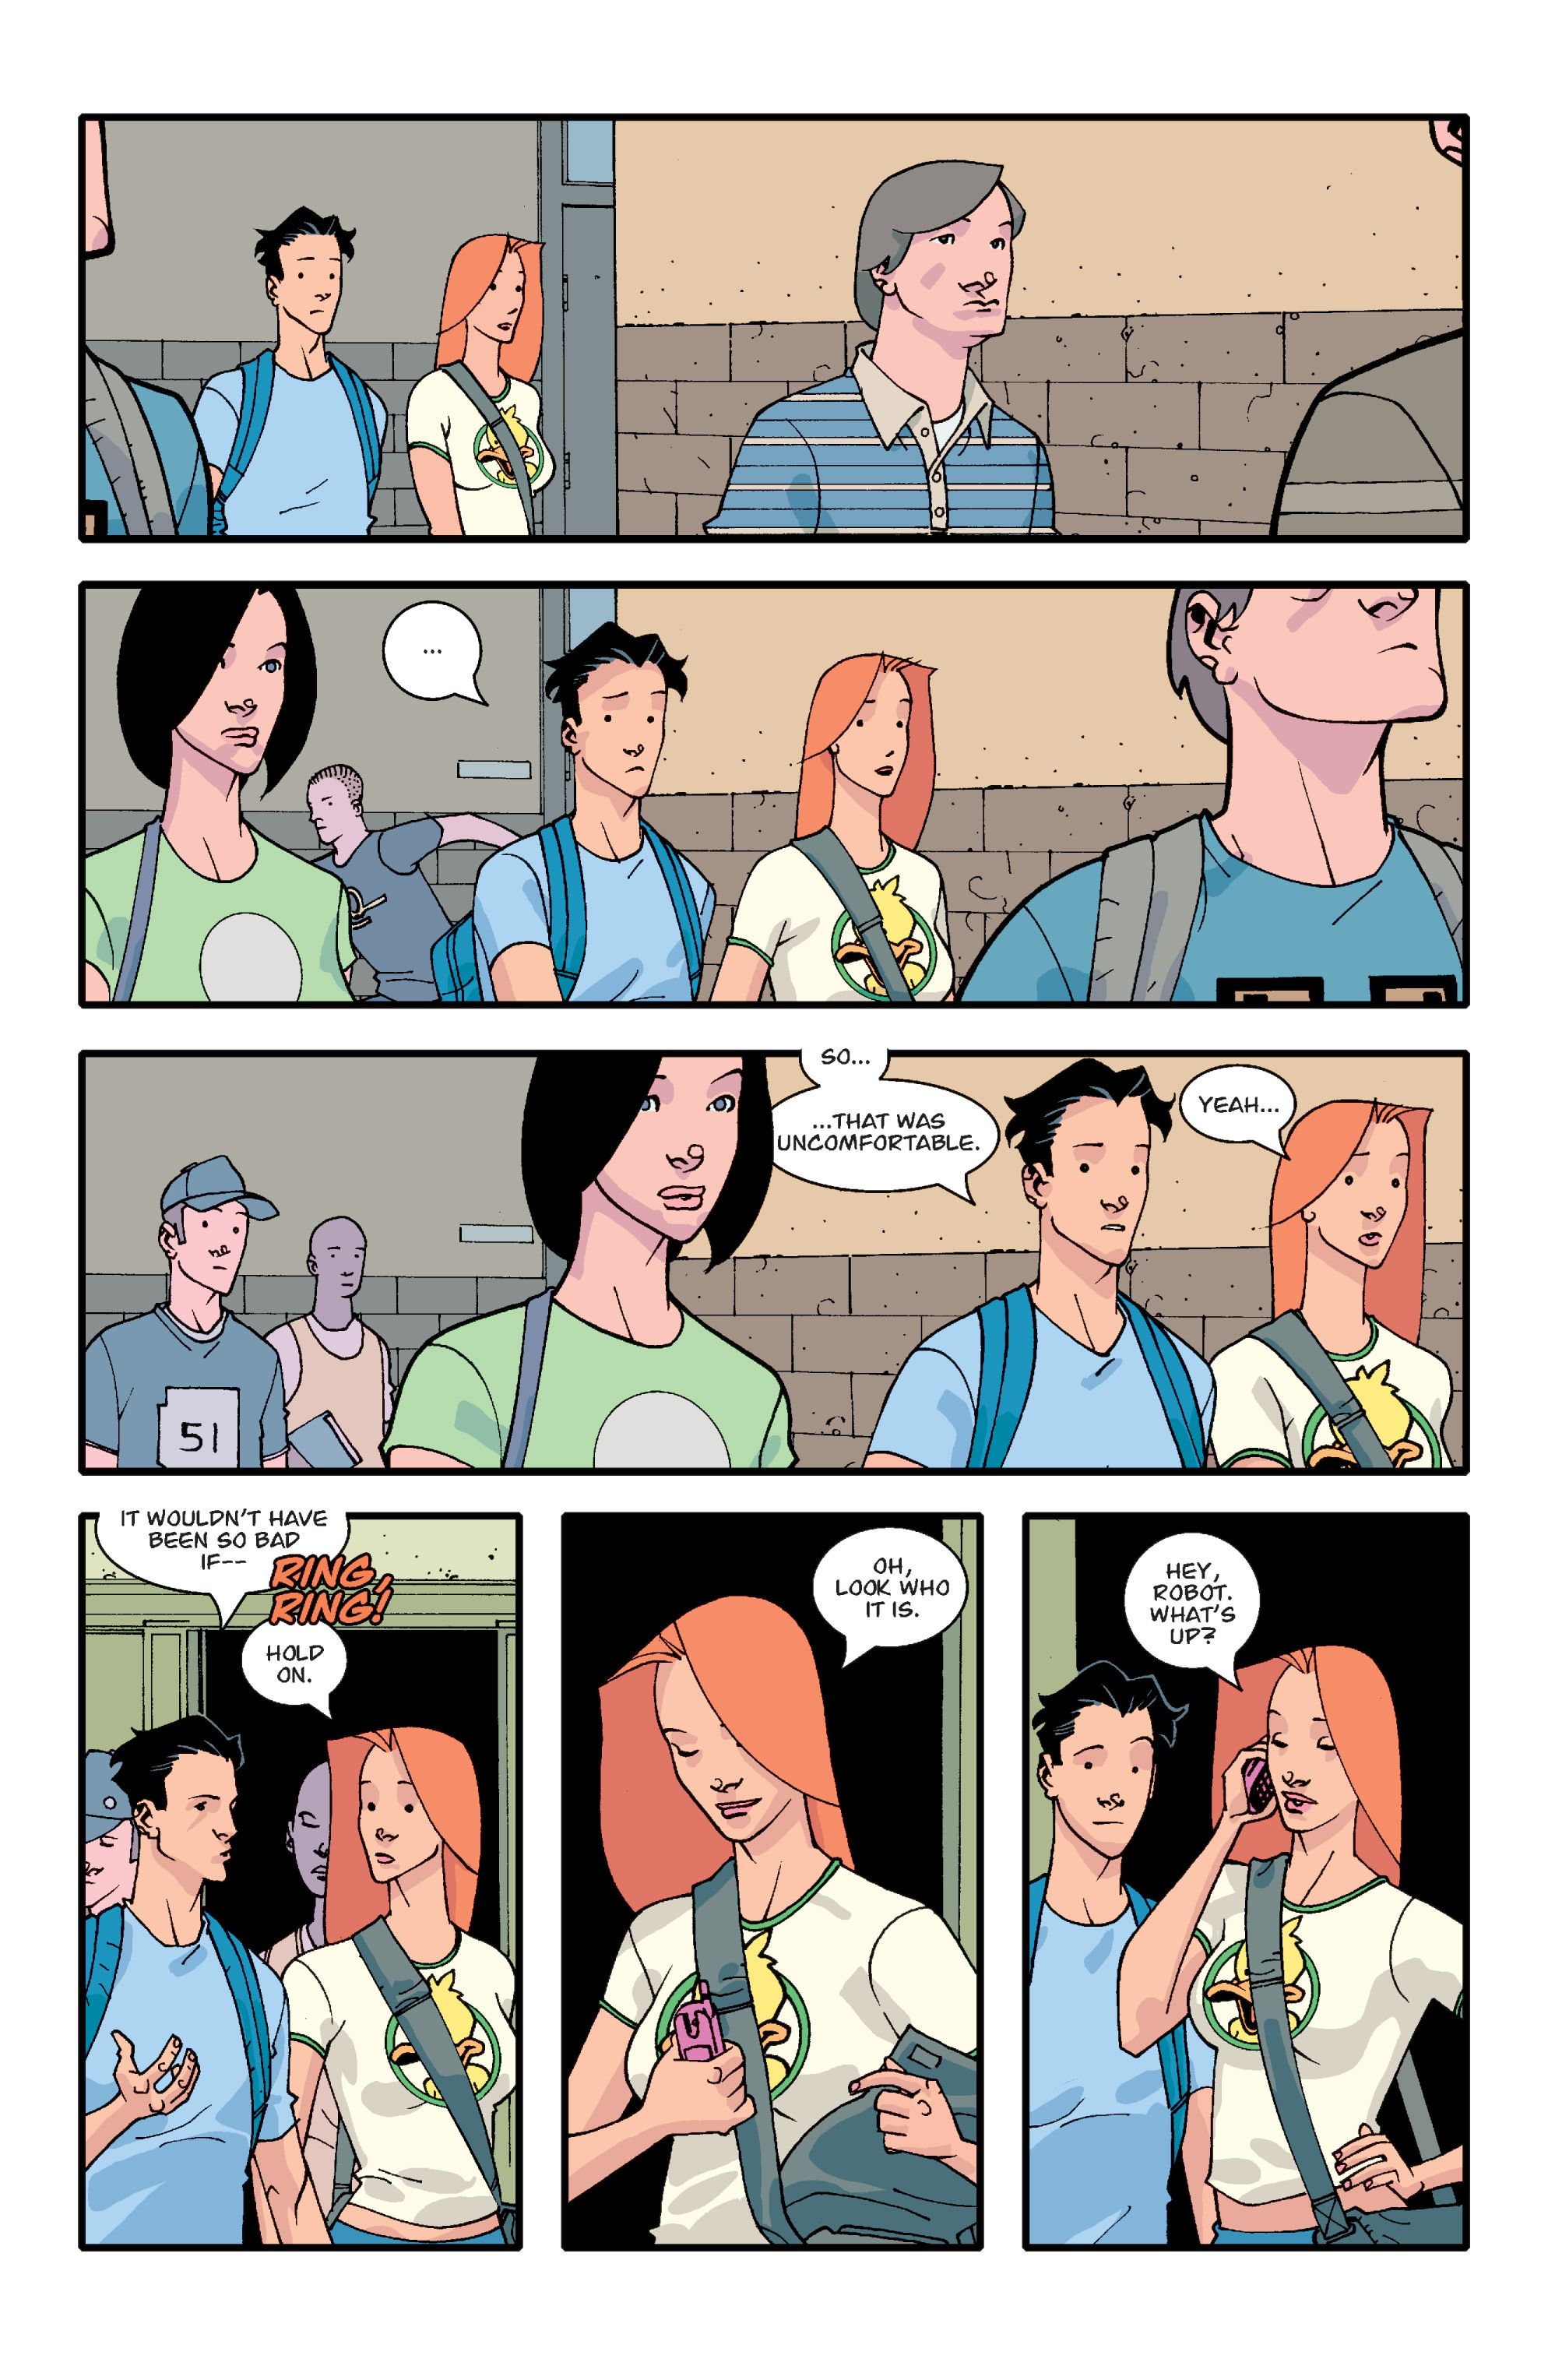 ...
SO...
...THAT WAS
UNCOMFORTABLE.
YEAH...
51
IT WOULDN'T HAVE
BEEN SO BAD
IF--
RING,
RING!
HOLD
ON.
OH,
LOOK WHO
IT IS.
HEY,
ROBOT.
WHAT'S
UP?